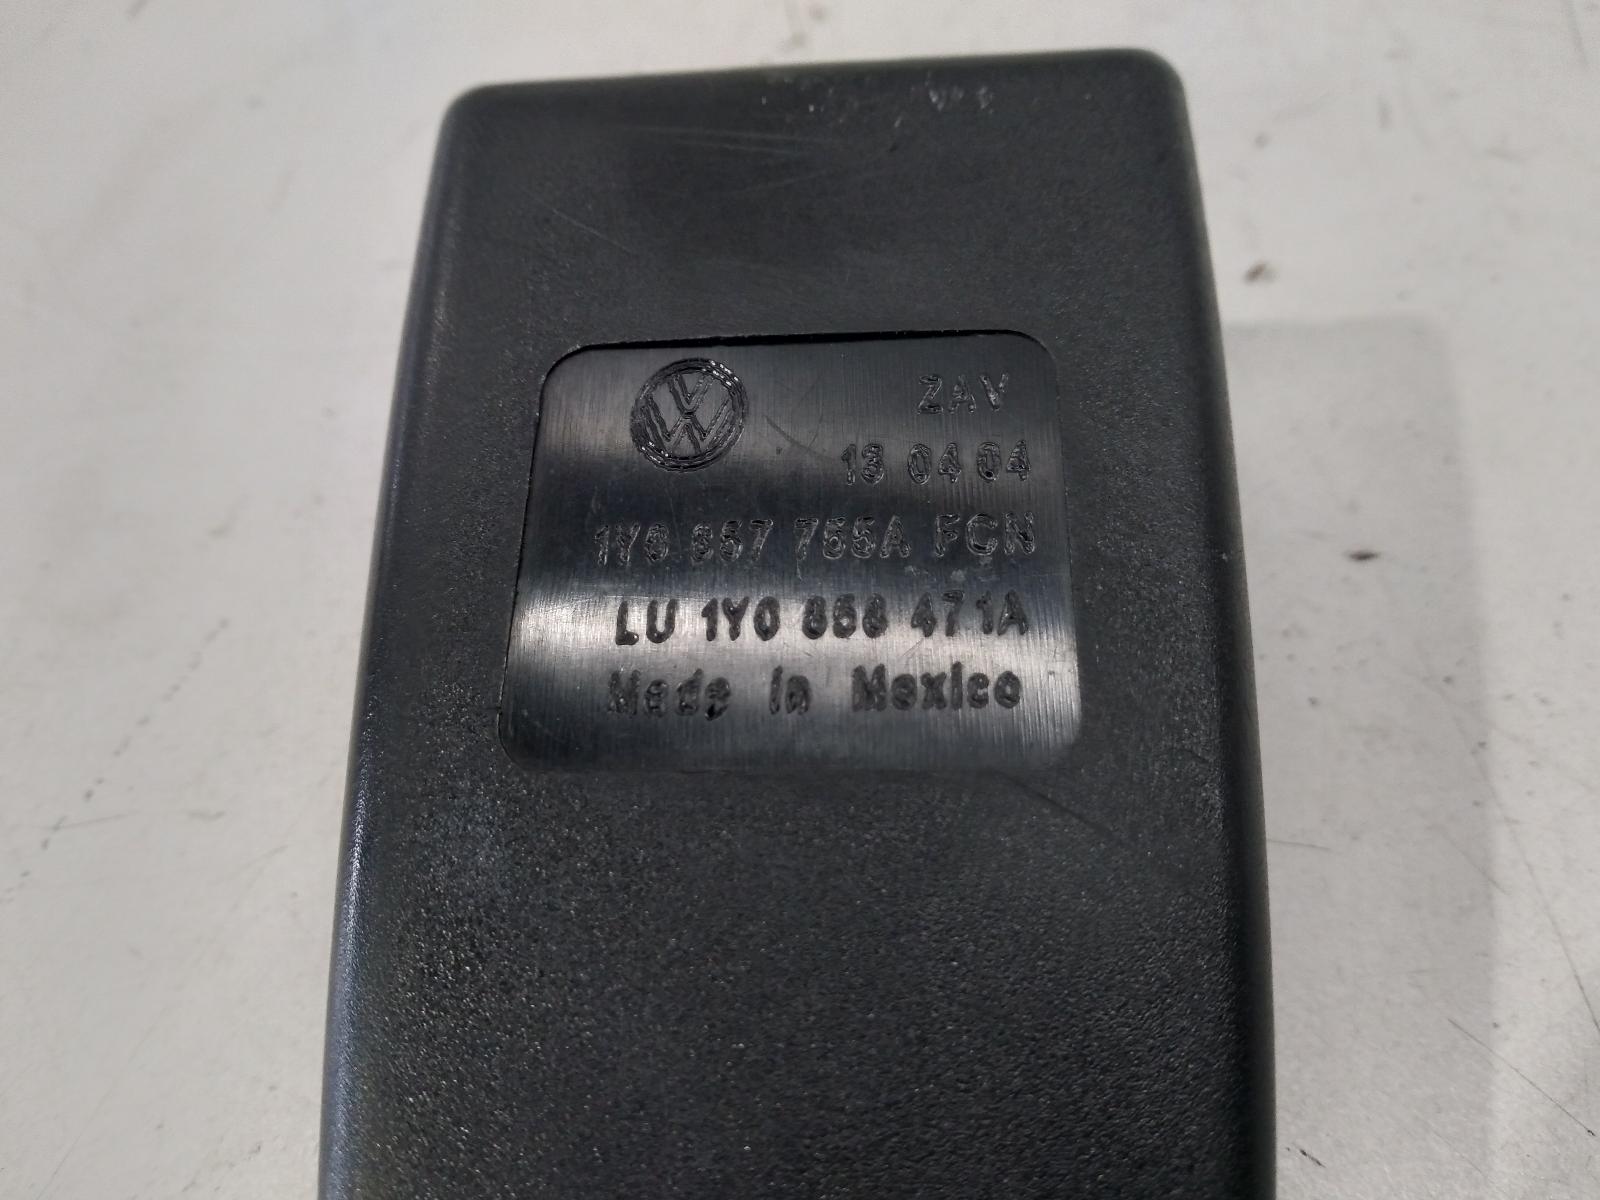 ZAV
13 04 04
1Y0 857 755A FCN
LU 1Y0 858 471A
Made in Mexico